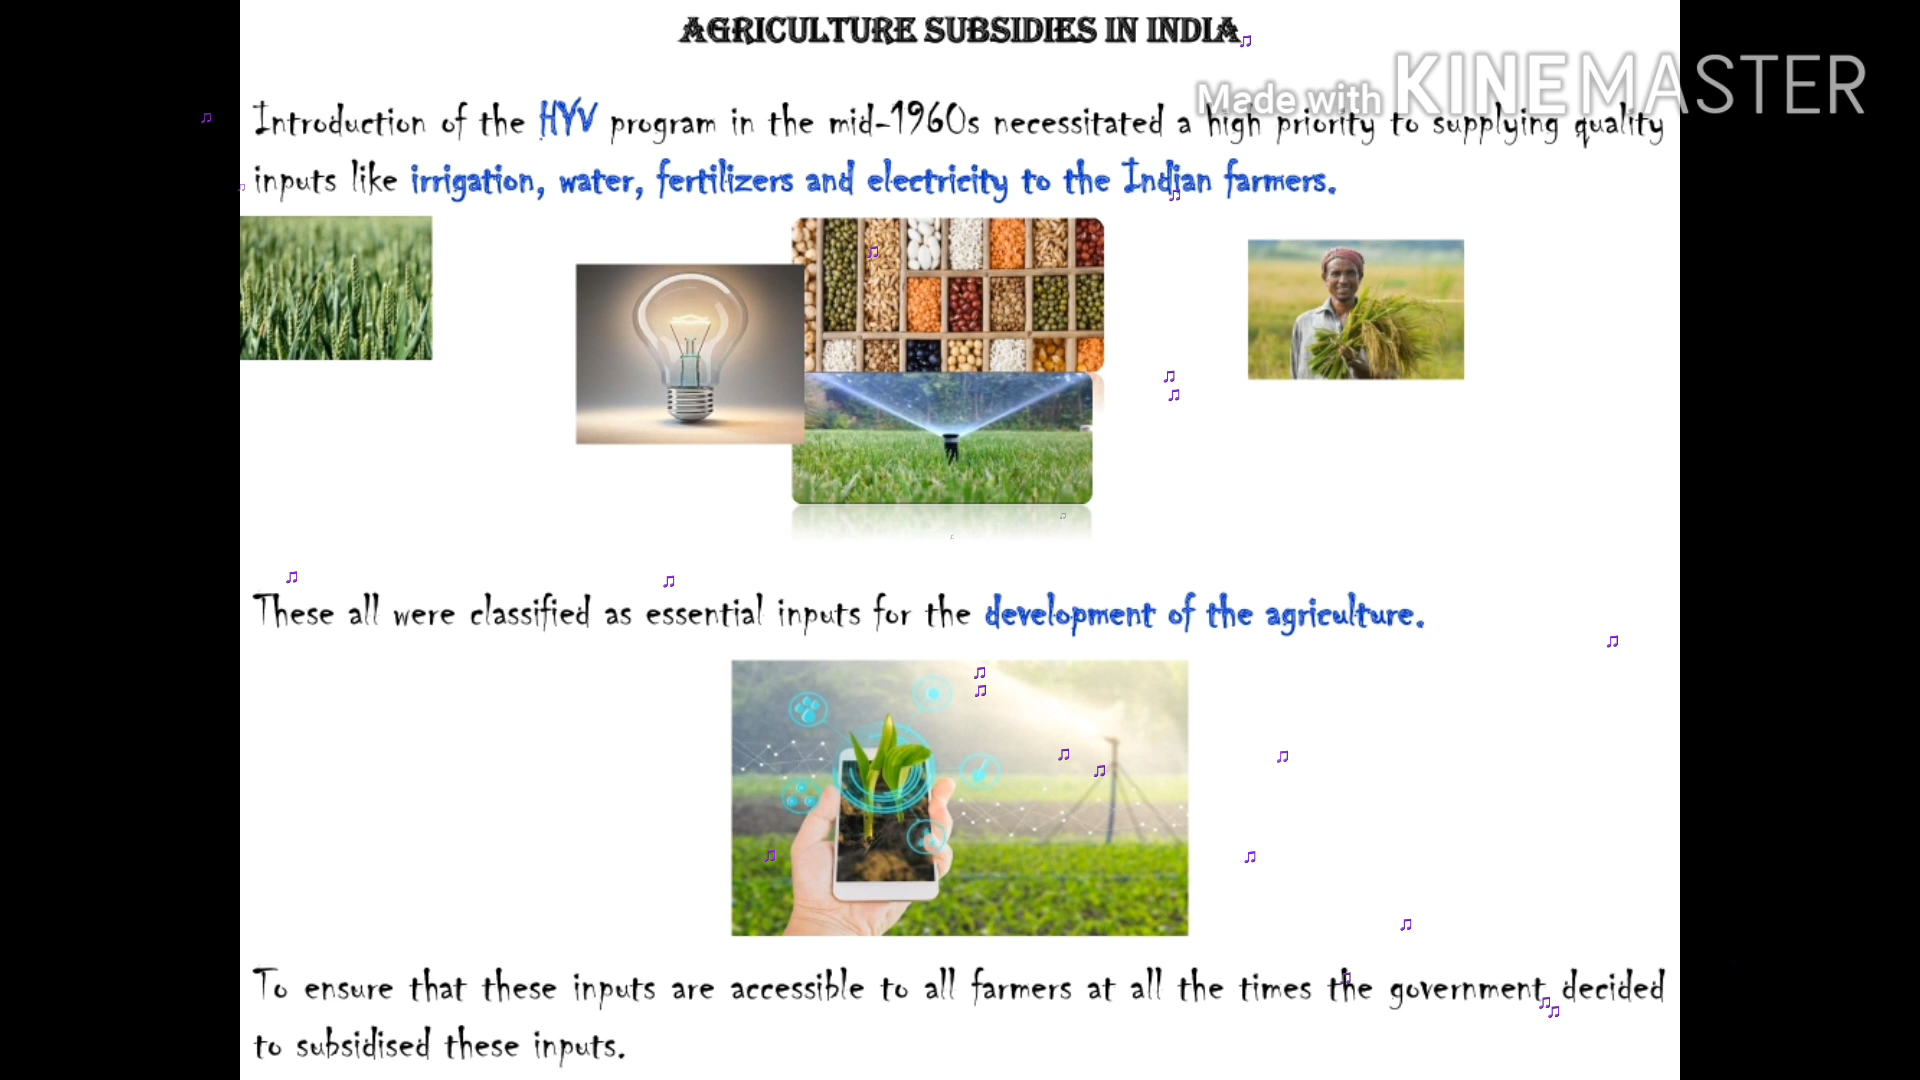 AGRICULTURE SUBSIDIES IN INDIA
Made with KINEMASTER
Introduction of the HYV program in the mid-1960s necessitated a high priority to supplying quality
inputs like irrigation, water, fertilizers and electricity to the Indian farmers.
These all were classified as essential inputs for the development of the agriculture.
To ensure that these inputs are accessible to all farmers at all the times the government decided
to subsidised these inputs.